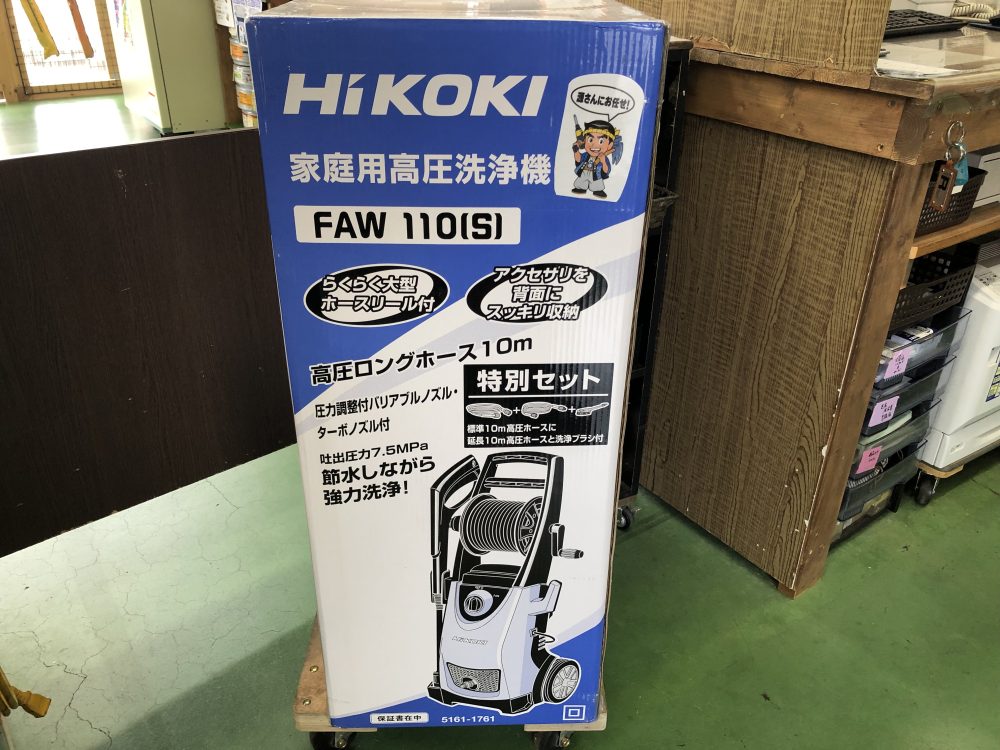 HiKOKI
源さんにお任せ!
家庭用高圧洗浄機
FAW 110(S)
らくらく大型
ホースリール付
アクセサリを
背面に
スッキリ収納
高圧ロングホース10m
圧力調整付バリアブルノズル・
ターボノズル付
吐出圧力7.5MPa
節水しながら
強力洗浄!
特別セット
標準10m高圧ホースに
延長10m高圧ホースと洗浄ブラシ付
HiKOKI
保証書在中
5161-1761